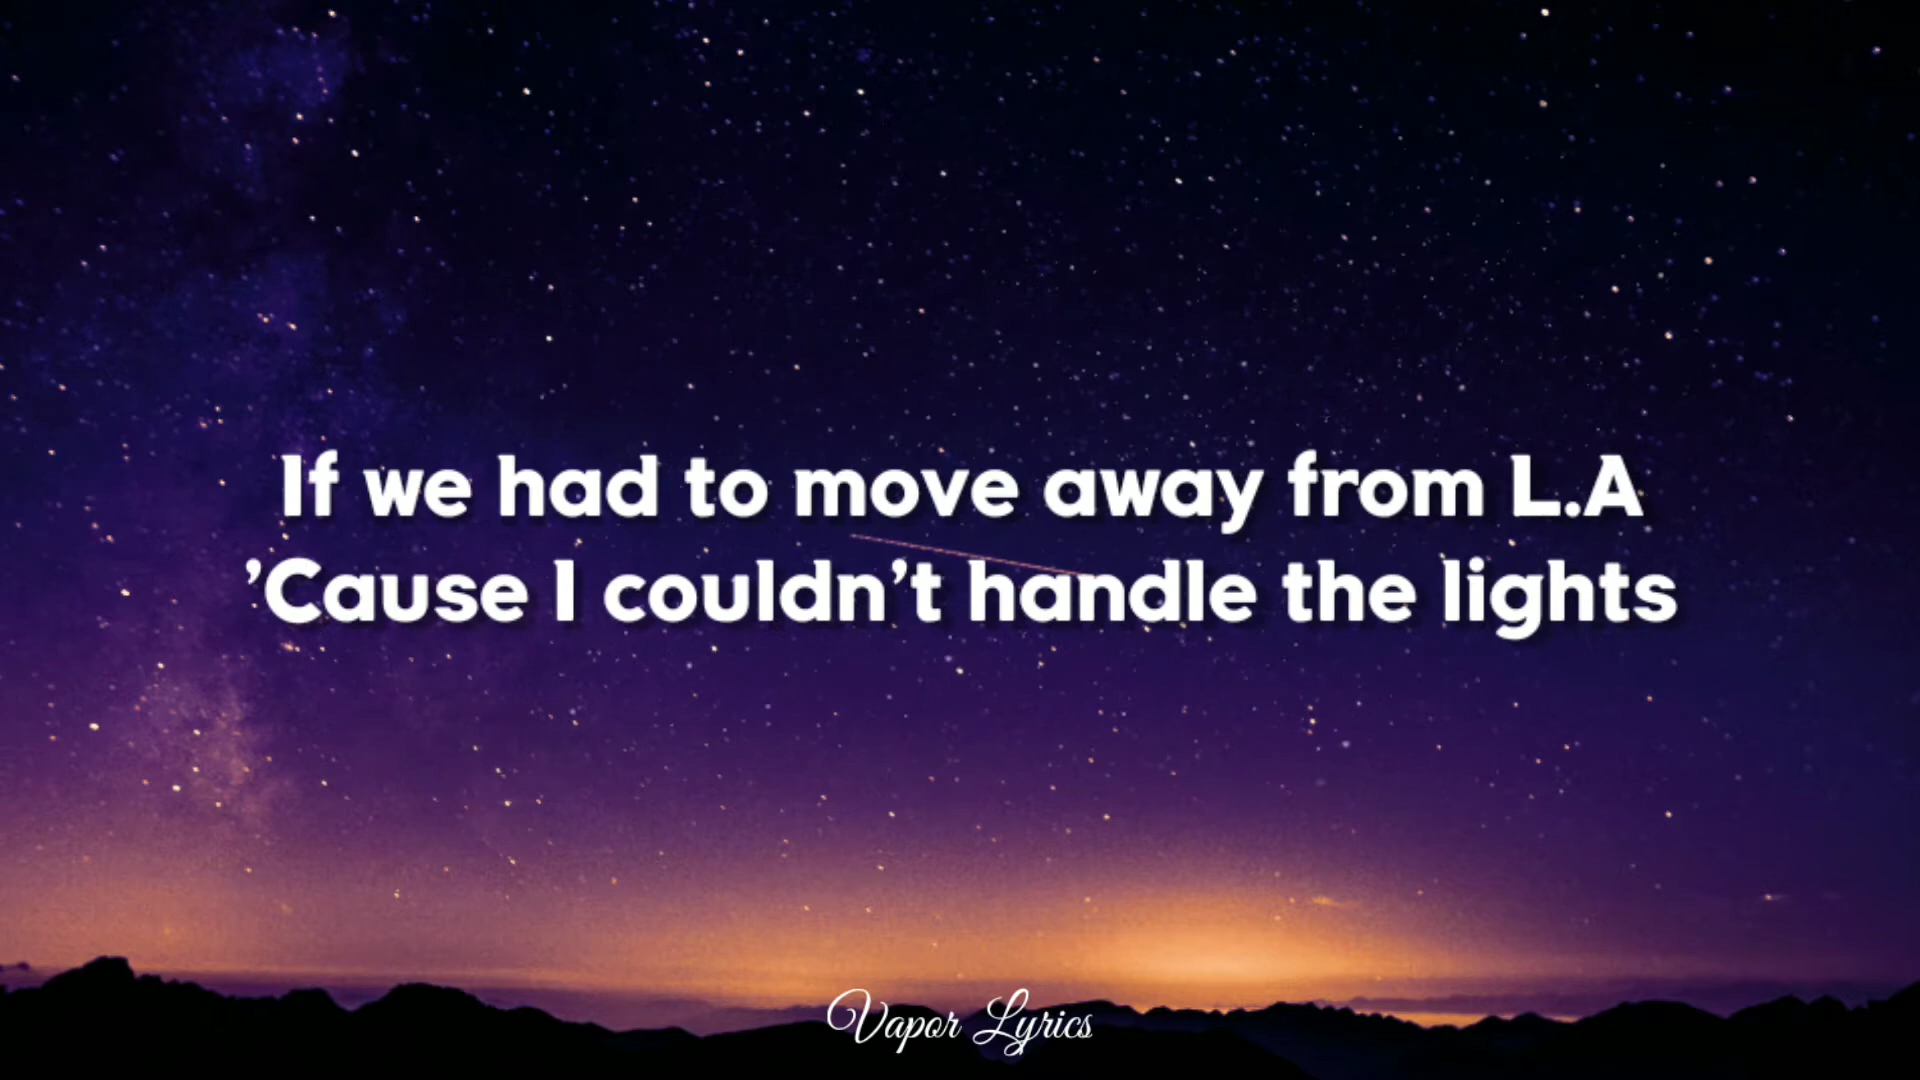 If we had to move away from L.A
’Cause I couldn’t handle the lights
Vapor Lyrics